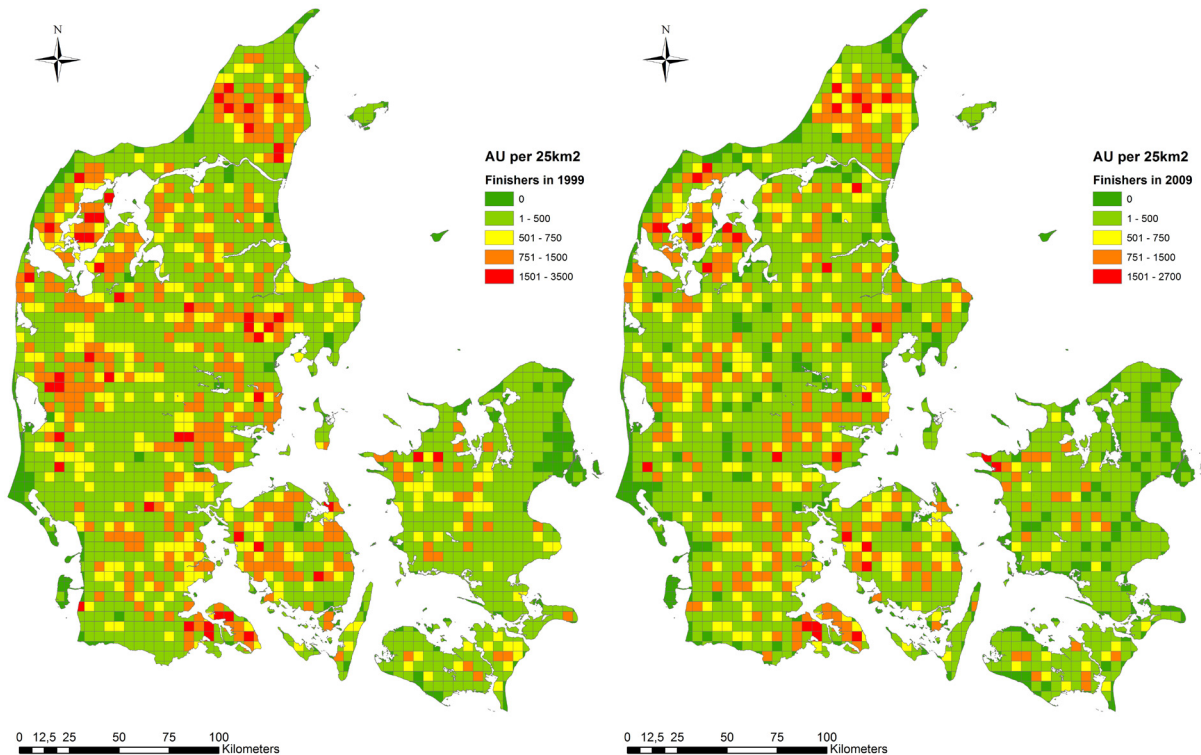 N
AU per 25km2
Finishers in 1999
0
1 - 500
501 - 750
751 - 1500
1501 - 3500
0 12,5 25 50 75 100
Kilometers
N
AU per 25km2
Finishers in 2009
0
1 - 500
501 - 750
751 - 1500
1501 - 2700
0 12,5 25 50 75 100
Kilometers